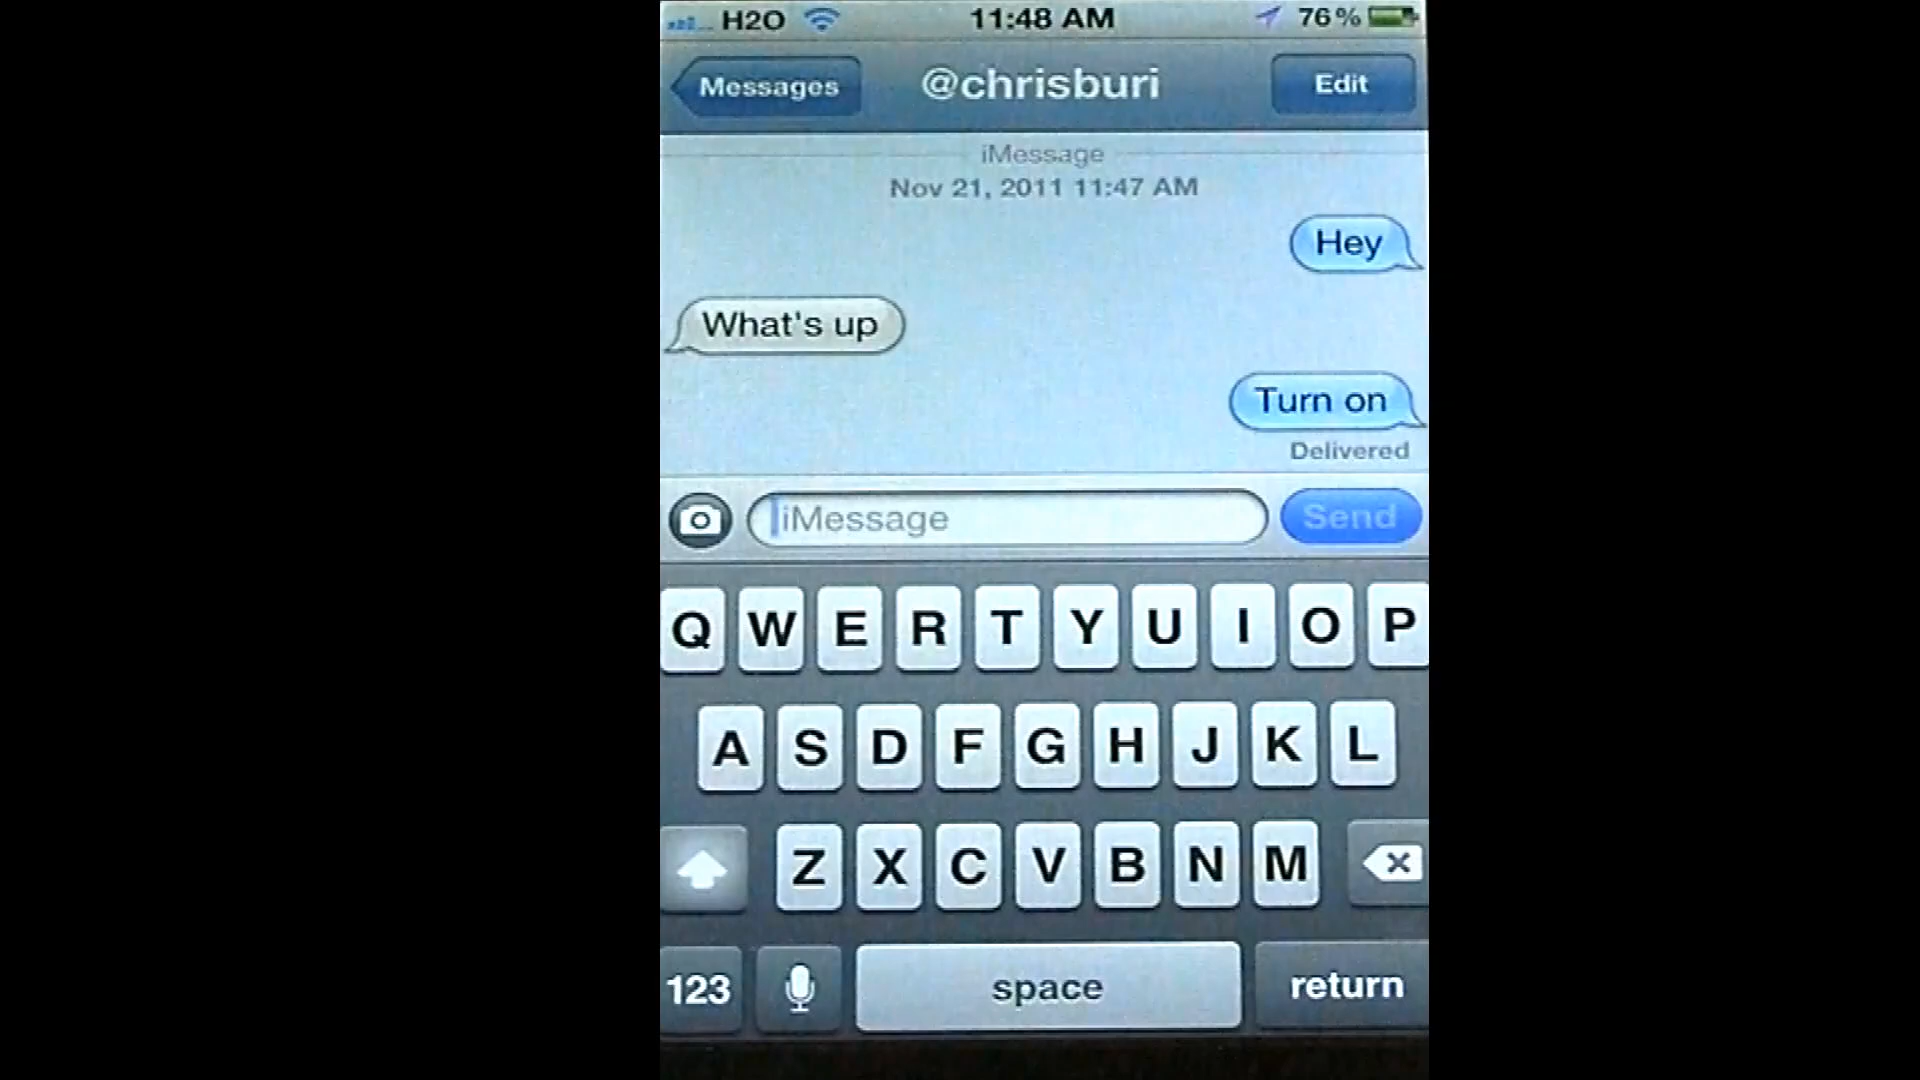 H2O 11:48 AM 76%
Messages @chrisburi Edit
iMessage
Nov 21, 2011 11:47 AM
Hey
What's up
Turn on
Delivered
iMessage Send
Q W E R T Y U I O P
A S D F G H J K L
Z X C V B N M
123 space return